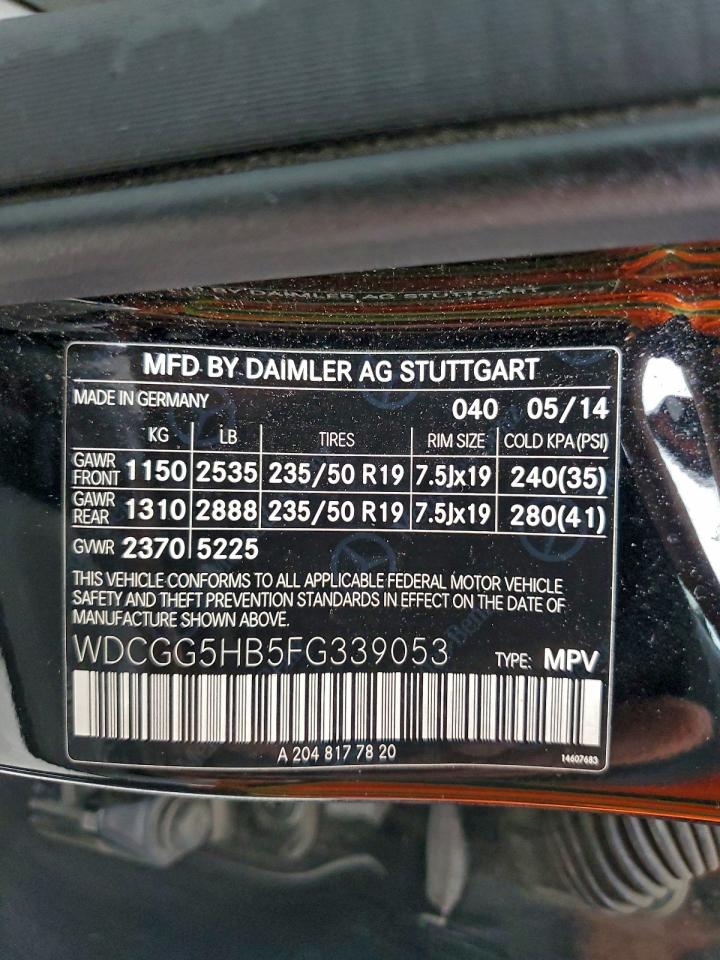 MFD BY DAIMLER AG STUTTGART
MADE IN GERMANY 040 05/14
KG LB TIRES RIM SIZE COLD KPA (PSI)
GAWR FRONT 1150 2535 235/50 R19 7.5Jx19 240(35)
GAWR REAR 1310 2888 235/50 R19 7.5Jx19 280(41)
GVWR 2370 5225
THIS VEHICLE CONFORMS TO ALL APPLICABLE FEDERAL MOTOR VEHICLE
SAFETY AND THEFT PREVENTION STANDARDS IN EFFECT ON THE DATE OF
MANUFACTURE SHOWN ABOVE.
WDCGG5HB5FG339053 TYPE: MPV
A 204 817 78 20
14607683